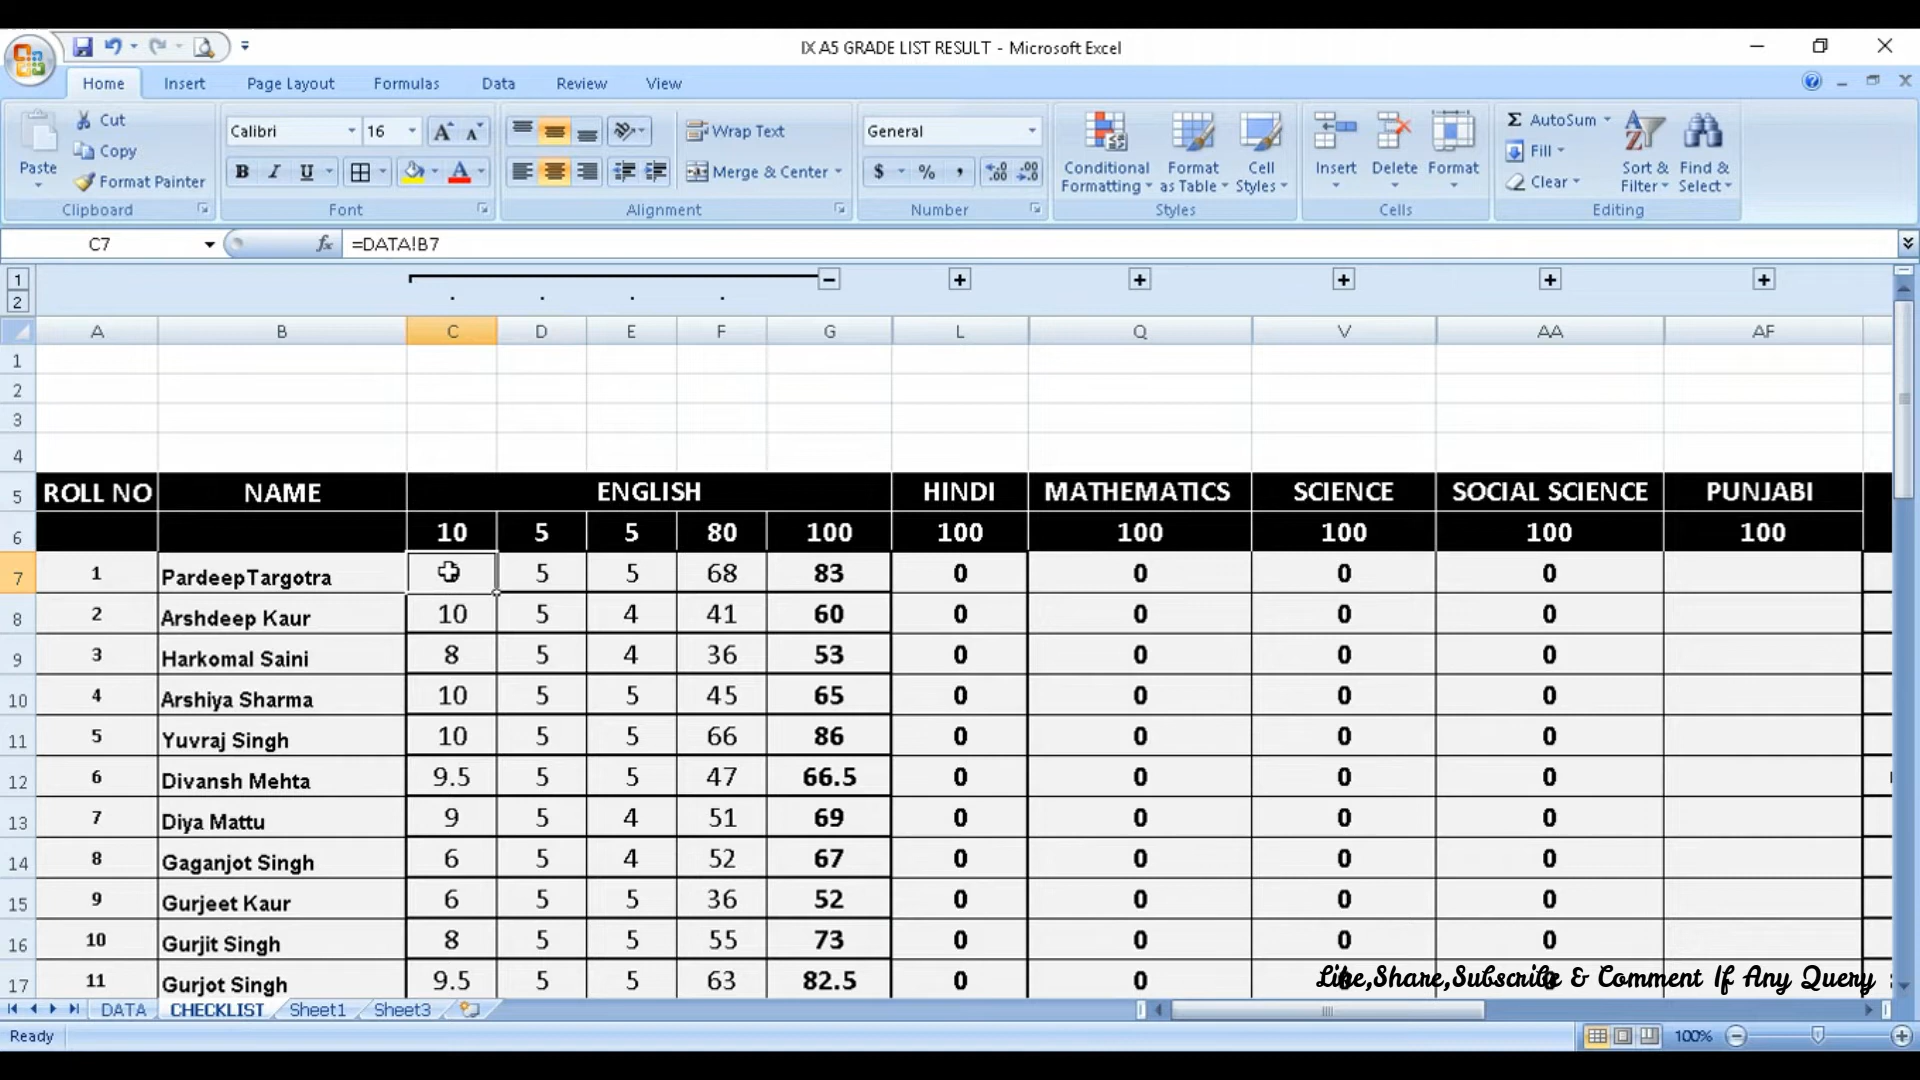 IX A5 GRADE LIST RESULT - Microsoft Excel
Home Insert Page Layout Formulas Data Review View
Cut
Copy
Format Painter
Paste
Clipboard
Calibri 16
B I U
Font
Wrap Text
Merge & Center
Alignment
General
$ % ,
Number
Conditional Formatting
Format as Table
Cell Styles
Styles
Insert Delete Format
Cells
Σ AutoSum
Fill
Clear
Sort & Filter
Find & Select
Editing
C7 fx =DATA!B7
1
2
A B C D E F G L Q V AA AF
1
2
3
4
5 ROLL NO NAME ENGLISH HINDI MATHEMATICS SCIENCE SOCIAL SCIENCE PUNJABI
6 10 5 5 80 100 100 100 100 100 100
7 1 PardeepTargotra 5 5 68 83 0 0 0 0
8 2 Arshdeep Kaur 10 5 4 41 60 0 0 0 0
9 3 Harkomal Saini 8 5 4 36 53 0 0 0 0
10 4 Arshiya Sharma 10 5 5 45 65 0 0 0 0
11 5 Yuvraj Singh 10 5 5 66 86 0 0 0 0
12 6 Divansh Mehta 9.5 5 5 47 66.5 0 0 0 0
13 7 Diya Mattu 9 5 4 51 69 0 0 0 0
14 8 Gaganjot Singh 6 5 4 52 67 0 0 0 0
15 9 Gurjeet Kaur 6 5 5 36 52 0 0 0 0
16 10 Gurjit Singh 8 5 5 55 73 0 0 0 0
17 11 Gurjot Singh 9.5 5 5 63 82.5 0 0 0 0
Like,Share,Subscribe & Comment If Any Query
DATA CHECKLIST Sheet1 Sheet3
Ready 100%